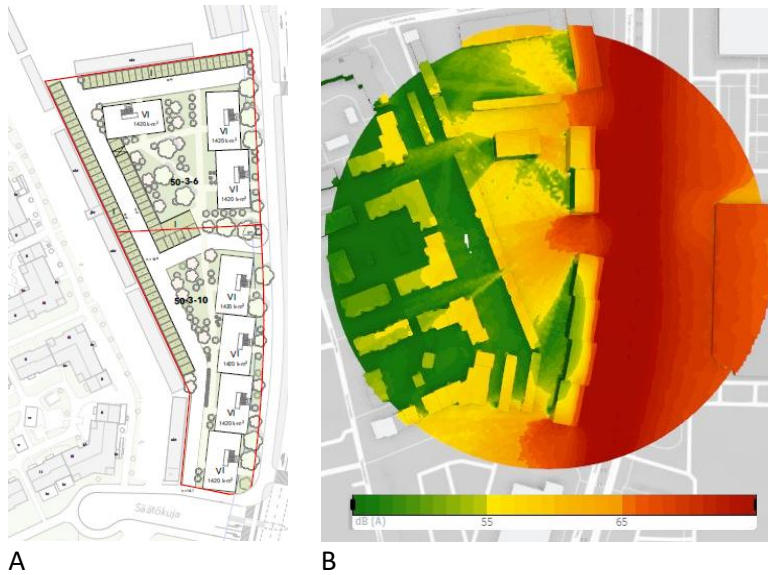 VI
1420 k-m²
VI
1420 k-m²
VI
1420 k-m²
50-3-6
50-3-10
VI
1435 k-m²
VI
1420 k-m²
VI
1420 k-m²
VI
1420 k-m²
Säätökuja
dB (A)
55
65
A
B